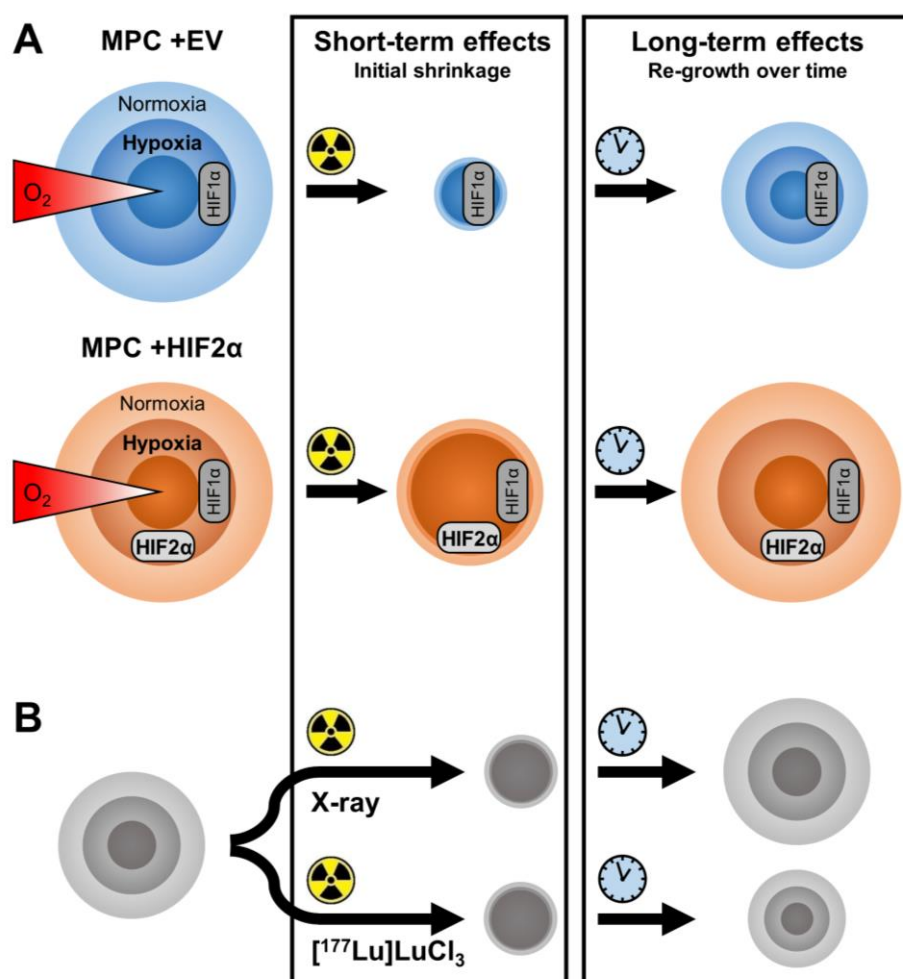 A
MPC +EV
Short-term effects
Initial shrinkage
Long-term effects
Re-growth over time
Normoxia
Hypoxia
O₂
HIF1α
HIF1α
HIF1α
MPC +HIF2α
Normoxia
Hypoxia
O₂
HIF1α
HIF2α
HIF1α
HIF2α
HIF1α
HIF2α
B
X-ray
[¹⁷⁷Lu]LuCl₃